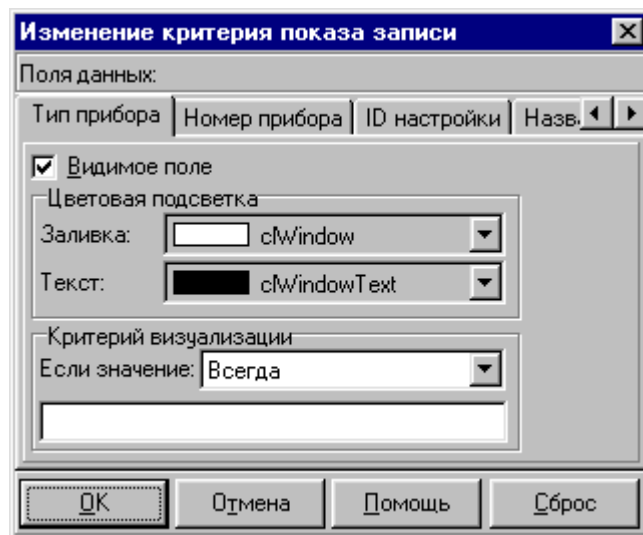 Изменение критерия показа записи
Поля данных:
Тип прибора Номер прибора ID настройки Назв
Видимое поле
Цветовая подсветка
Заливка: clWindow
Текст: clWindowText
Критерий визуализации
Если значение: Всегда
OK Отмена Помощь Сброс